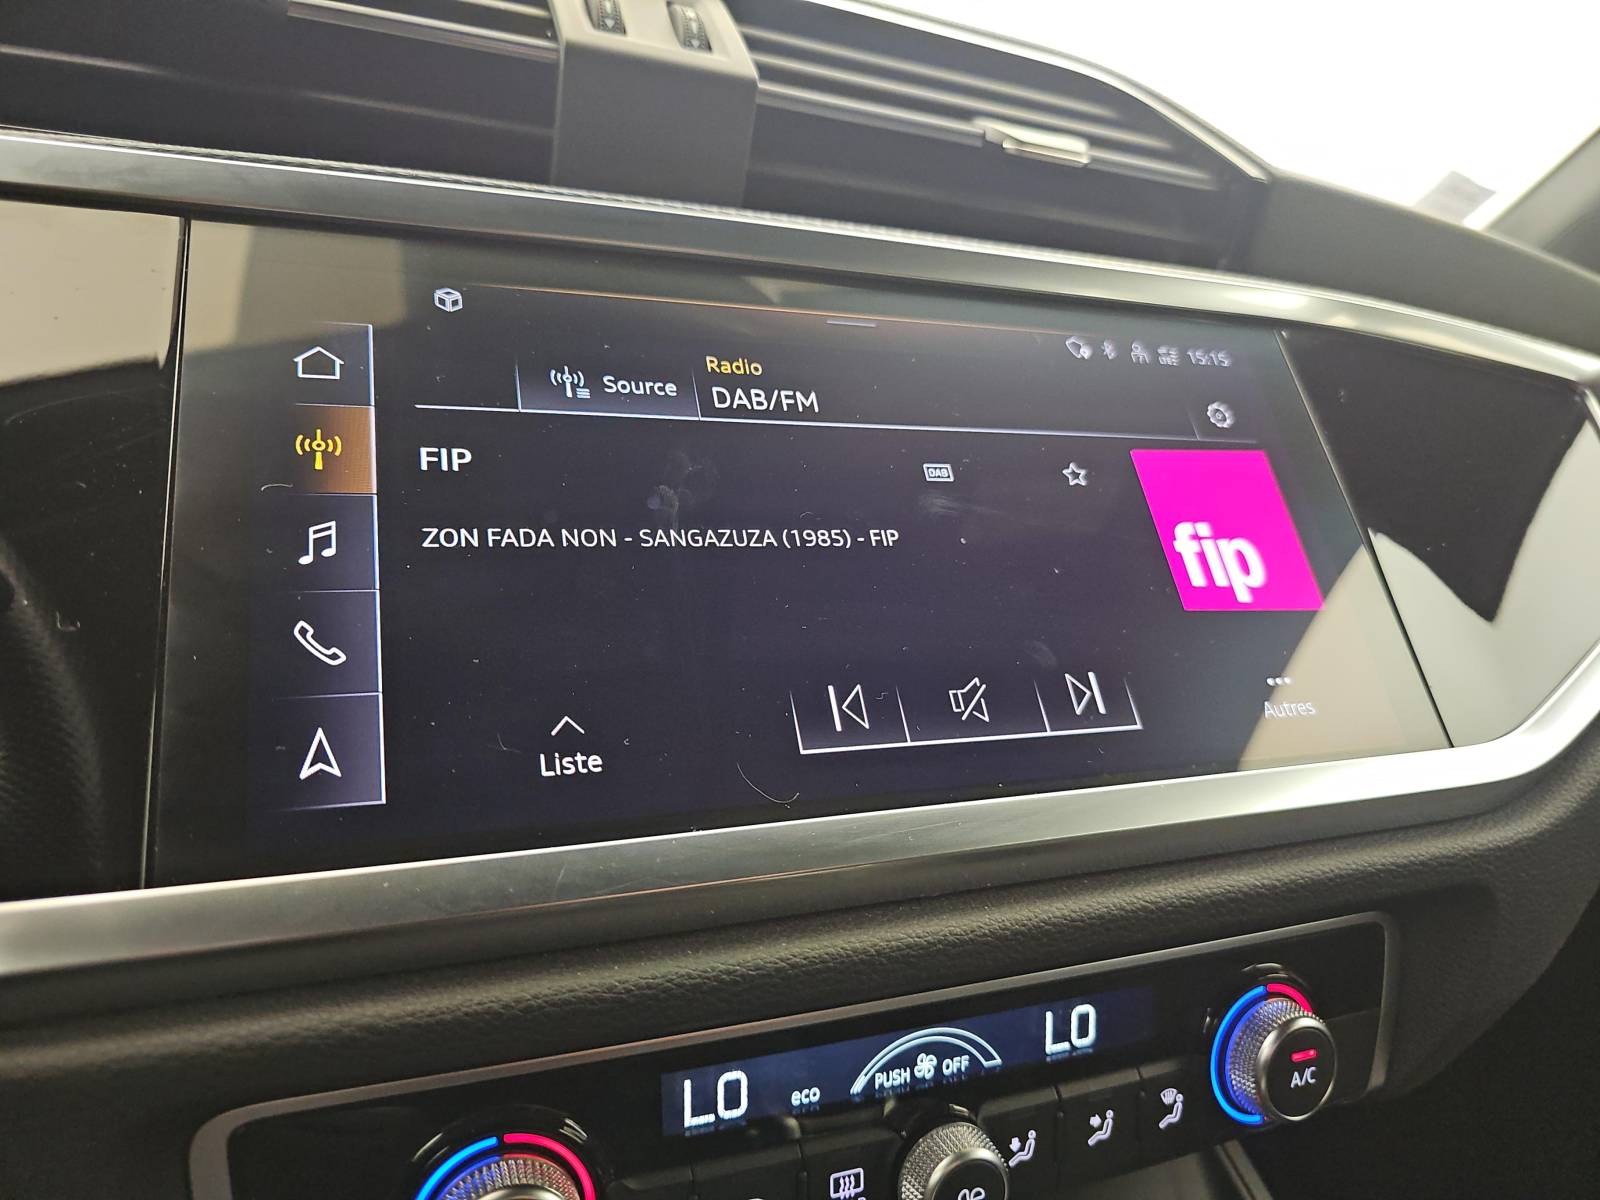 15:15
Radio
Source
DAB/FM
FIP
DAB
fip
ZON FADA NON - SANGAZUZA (1985) - FIP
Autres
Liste
LO
eco
PUSH OFF
LO
A/C